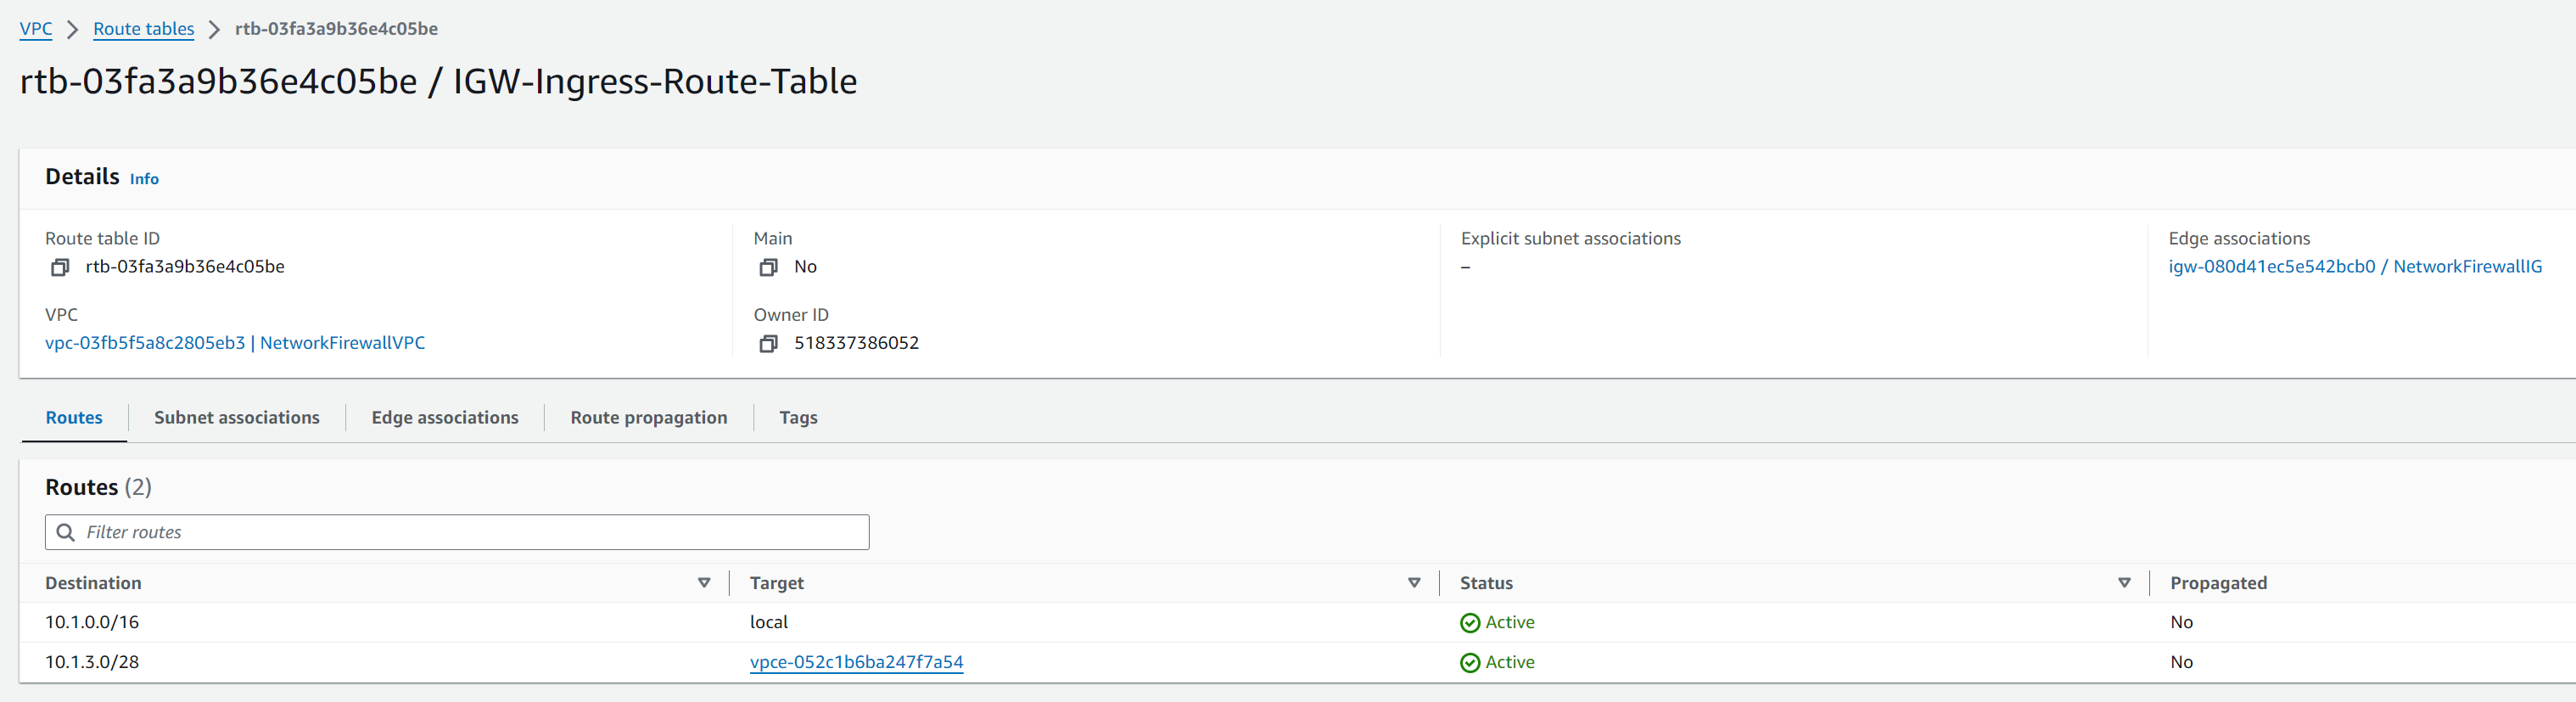 VPC > Route tables > rtb-03fa3a9b36e4c05be
rtb-03fa3a9b36e4c05be / IGW-Ingress-Route-Table
Details Info
Route table ID Main Explicit subnet associations Edge associations
rtb-03fa3a9b36e4c05be No – igw-080d41ec5e542bcb0 / NetworkFirewallIG
VPC Owner ID
vpc-03fb5f5a8c2805eb3 | NetworkFirewallVPC 518337386052
Routes Subnet associations Edge associations Route propagation Tags
Routes (2)
Filter routes
Destination Target Status Propagated
10.1.0.0/16 local Active No
10.1.3.0/28 vpce-052c1b6ba247f7a54 Active No